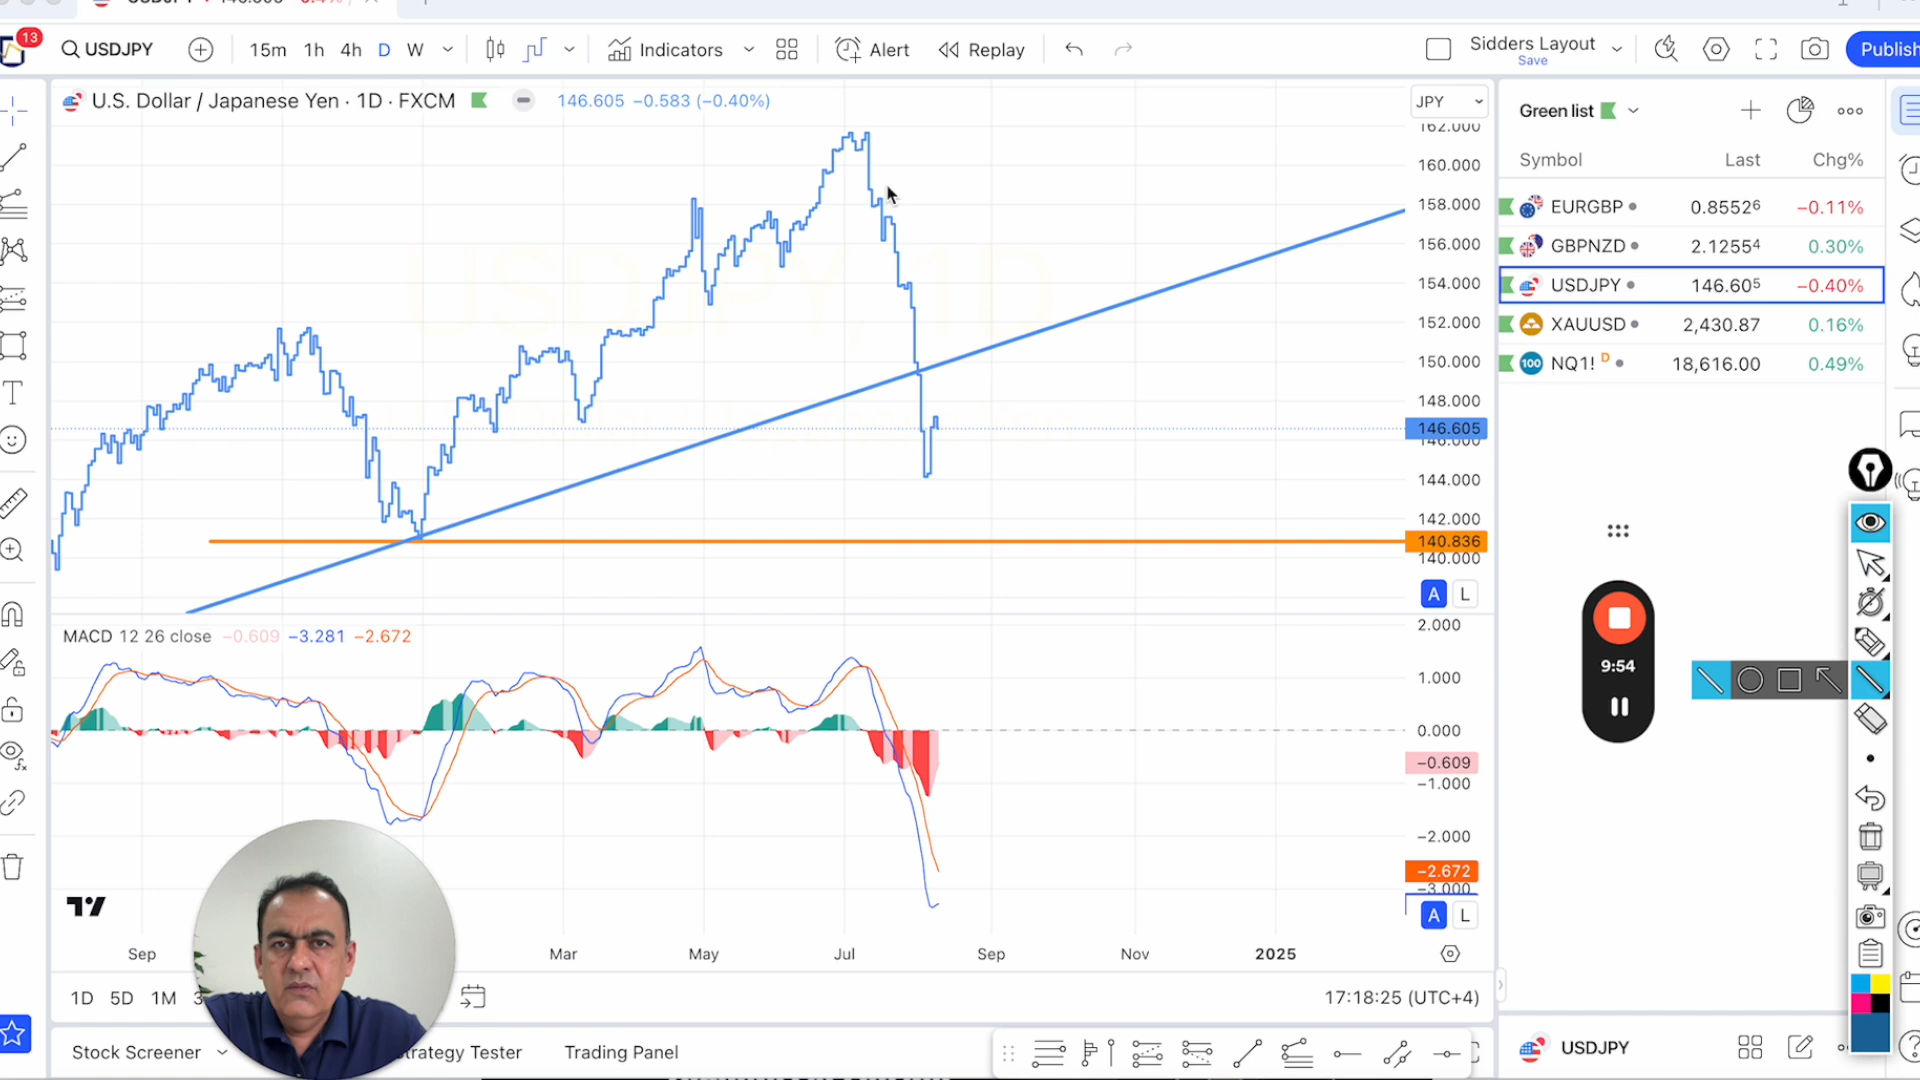 13
USDJPY
15m 1h 4h D W
Indicators
Alert
Replay
Sidders Layout
Save
Publish
U.S. Dollar / Japanese Yen · 1D · FXCM
146.605 −0.583 (−0.40%)
JPY
162.000
160.000
158.000
156.000
154.000
152.000
150.000
148.000
146.605
146.000
144.000
142.000
140.836
140.000
A L
Green list
Symbol Last Chg%
EURGBP 0.85526 −0.11%
GBPNZD 2.12554 0.30%
USDJPY 146.605 −0.40%
XAUUSD 2,430.87 0.16%
100 NQ1! D 18,616.00 0.49%
9:54
MACD 12 26 close −0.609 −3.281 −2.672
2.000
1.000
0.000
−0.609
−1.000
−2.000
−2.672
−3.000
A L
Sep Mar May Jul Sep Nov 2025
1D 5D 1M 3
17:18:25 (UTC+4)
Stock Screener
trategy Tester
Trading Panel
USDJPY